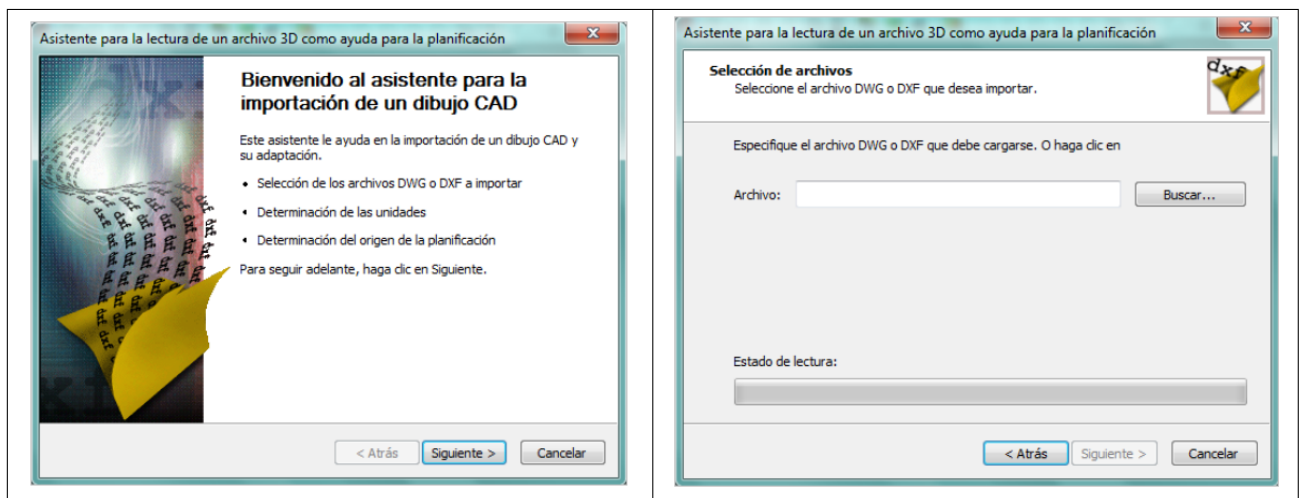 Asistente para la lectura de un archivo 3D como ayuda para la planificación
Bienvenido al asistente para la
importación de un dibujo CAD
Este asistente le ayuda en la importación de un dibujo CAD y
su adaptación.
• Selección de los archivos DWG o DXF a importar
• Determinación de las unidades
• Determinación del origen de la planificación
Para seguir adelante, haga clic en Siguiente.
< Atrás
Siguiente >
Cancelar
Asistente para la lectura de un archivo 3D como ayuda para la planificación
Selección de archivos
Seleccione el archivo DWG o DXF que desea importar.
dxf
Especifique el archivo DWG o DXF que debe cargarse. O haga clic en
Archivo:
Buscar...
Estado de lectura:
< Atrás
Siguiente >
Cancelar